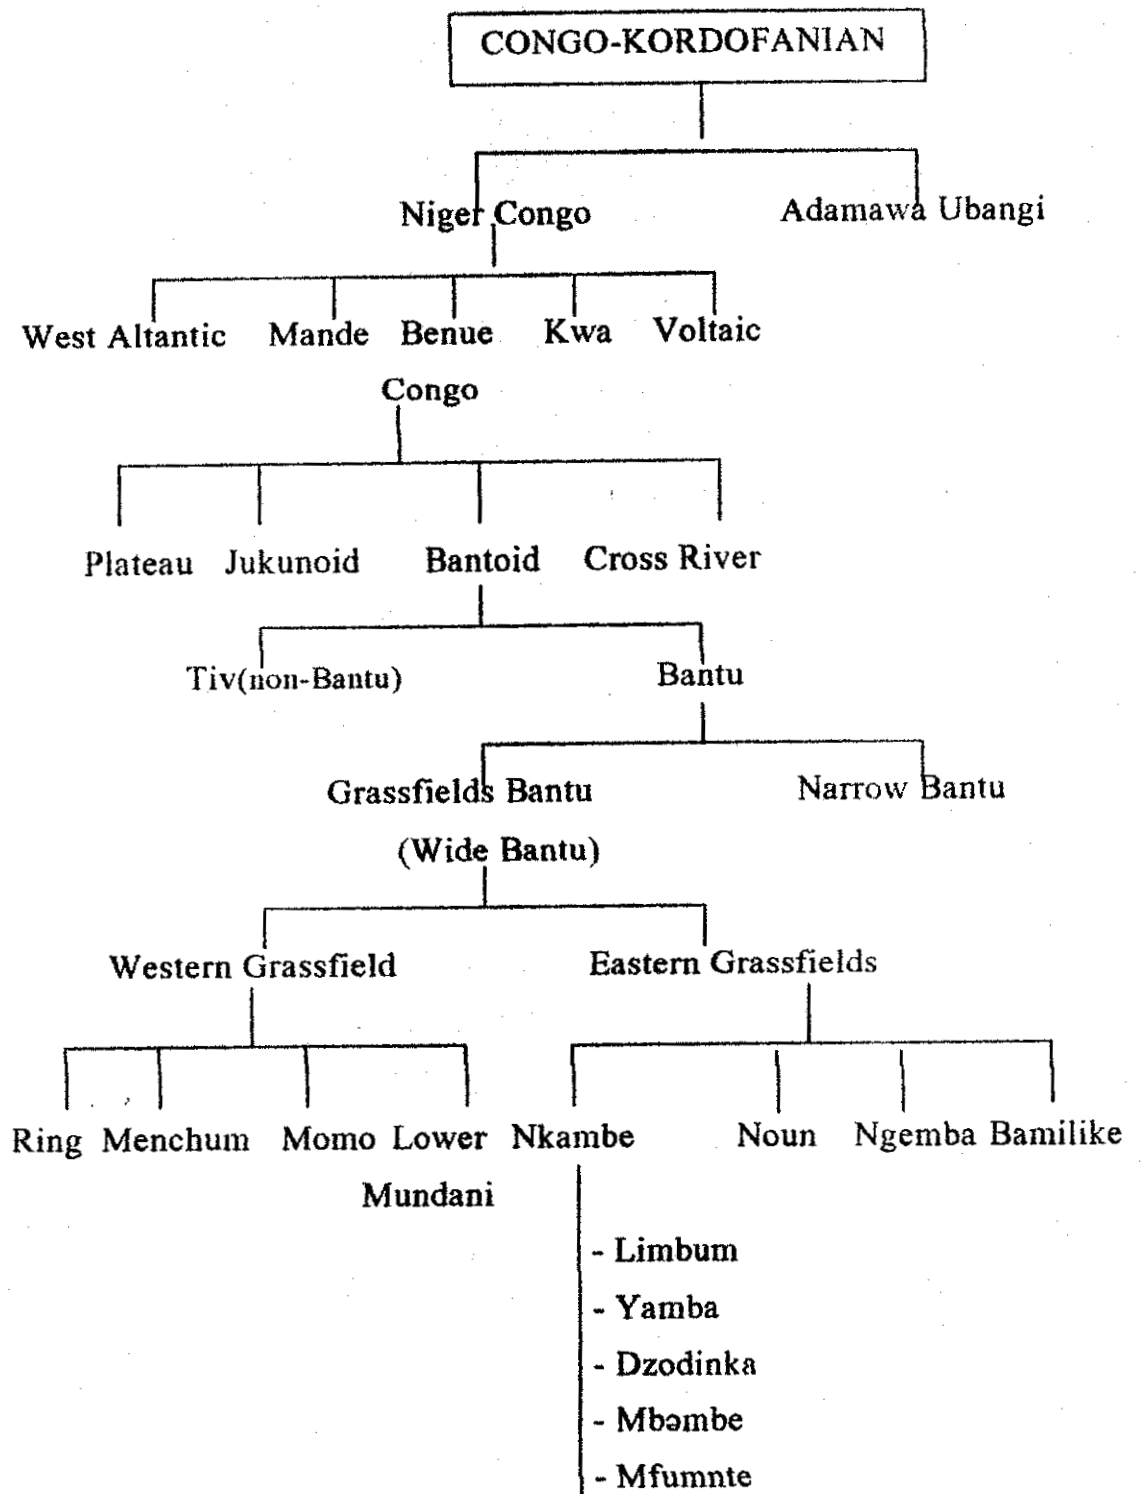 CONGO-KORDOFANIAN
Niger Congo Adamawa Ubangi
West Altantic Mande Benue Kwa Voltaic
Congo
Plateau Jukunoid Bantoid Cross River
Tiv(non-Bantu) Bantu
Grassfields Bantu Narrow Bantu
(Wide Bantu)
Western Grassfield Eastern Grassfields
Ring Menchum Momo Lower Nkambe Noun Ngemba Bamilike
Mundani
- Limbum
- Yamba
- Dzodinka
- Mbəmbe
- Mfumnte